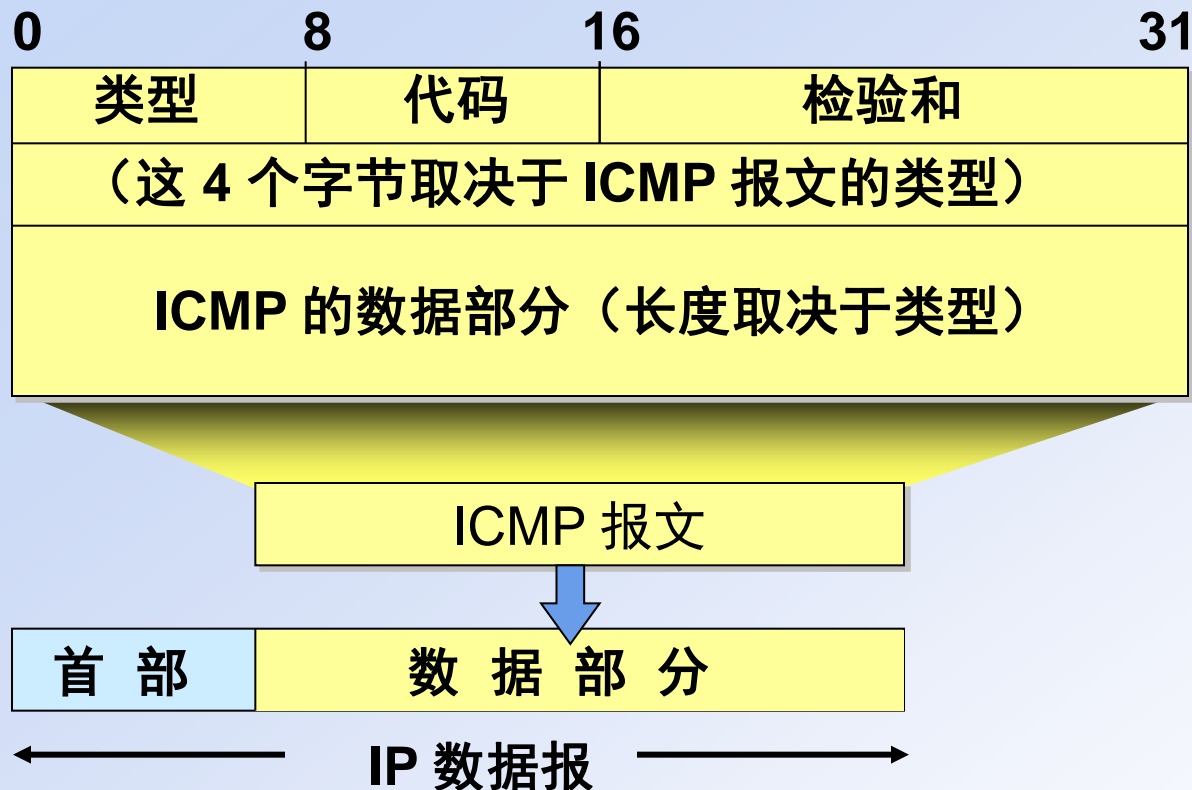 0 8 16 31
类型 代码 检验和
（这 4 个字节取决于 ICMP 报文的类型）
ICMP 的数据部分（长度取决于类型）
ICMP 报文
首 部 数 据 部 分
IP 数据报